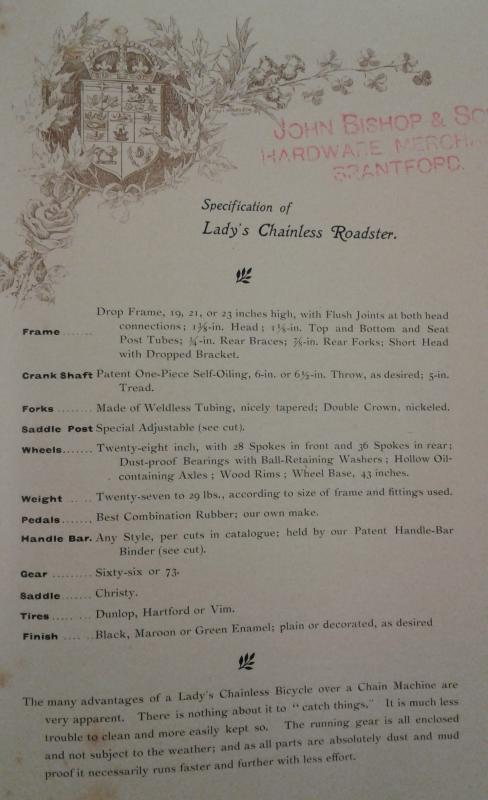 JOHN BISHOP & SO
HARDWARE MERCH
BRANTFORD.
Specification of
Lady's Chainless Roadster.
Frame ...... Drop Frame, 19, 21, or 23 inches high, with Flush Joints at both head
connections; 1⅜-in. Head; 1⅛-in. Top and Bottom and Seat
Post Tubes; ¾-in. Rear Braces; ⅞-in. Rear Forks; Short Head
with Dropped Bracket.
Crank Shaft Patent One-Piece Self-Oiling, 6-in. or 6½-in. Throw, as desired; 5-in.
Tread.
Forks ........ Made of Weldless Tubing, nicely tapered; Double Crown, nickeled.
Saddle Post Special Adjustable (see cut).
Wheels....... Twenty-eight inch, with 28 Spokes in front and 36 Spokes in rear;
Dust-proof Bearings with Ball-Retaining Washers; Hollow Oil-
containing Axles; Wood Rims; Wheel Base, 43 inches.
Weight ...... Twenty-seven to 29 lbs., according to size of frame and fittings used.
Pedals....... Best Combination Rubber; our own make.
Handle Bar. Any Style, per cuts in catalogue; held by our Patent Handle-Bar
Binder (see cut).
Gear ......... Sixty-six or 73.
Saddle....... Christy.
Tires......... Dunlop, Hartford or Vim.
Finish ....... Black, Maroon or Green Enamel; plain or decorated, as desired
The many advantages of a Lady's Chainless Bicycle over a Chain Machine are
very apparent. There is nothing about it to "catch things." It is much less
trouble to clean and more easily kept so. The running gear is all enclosed
and not subject to the weather; and as all parts are absolutely dust and mud
proof it necessarily runs faster and further with less effort.